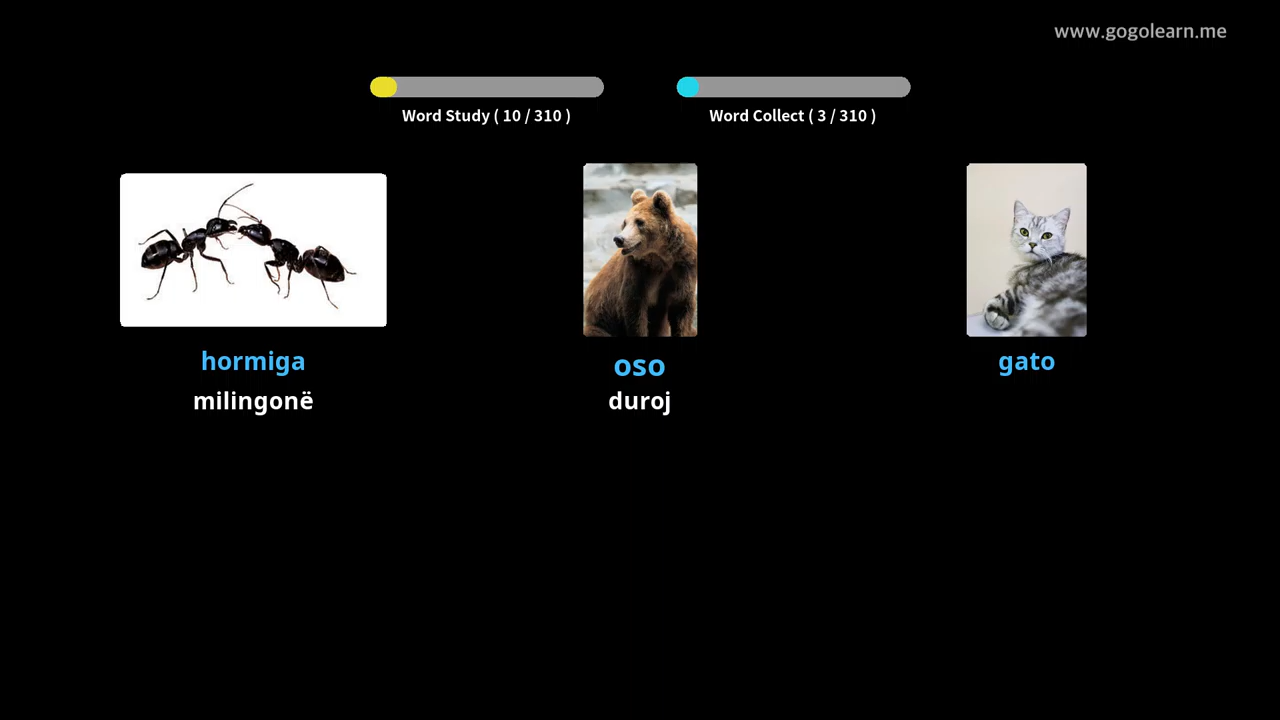 www.gogolearn.me
Word Study ( 10 / 310 )
Word Collect ( 3 / 310 )
hormiga
milingonë
oso
duroj
gato